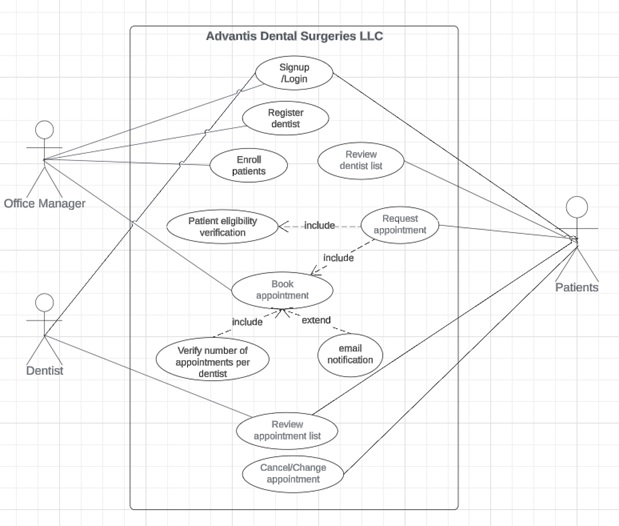 Advantis Dental Surgeries LLC
Signup
/Login
Register
dentist
Enroll
patients
Review
dentist list
Office Manager
Patient eligibility
verification
include
Request
appointment
include
Book
appointment
Patients
include
extend
Verify number of
appointments per
dentist
email
notification
Dentist
Review
appointment list
Cancel/Change
appointment